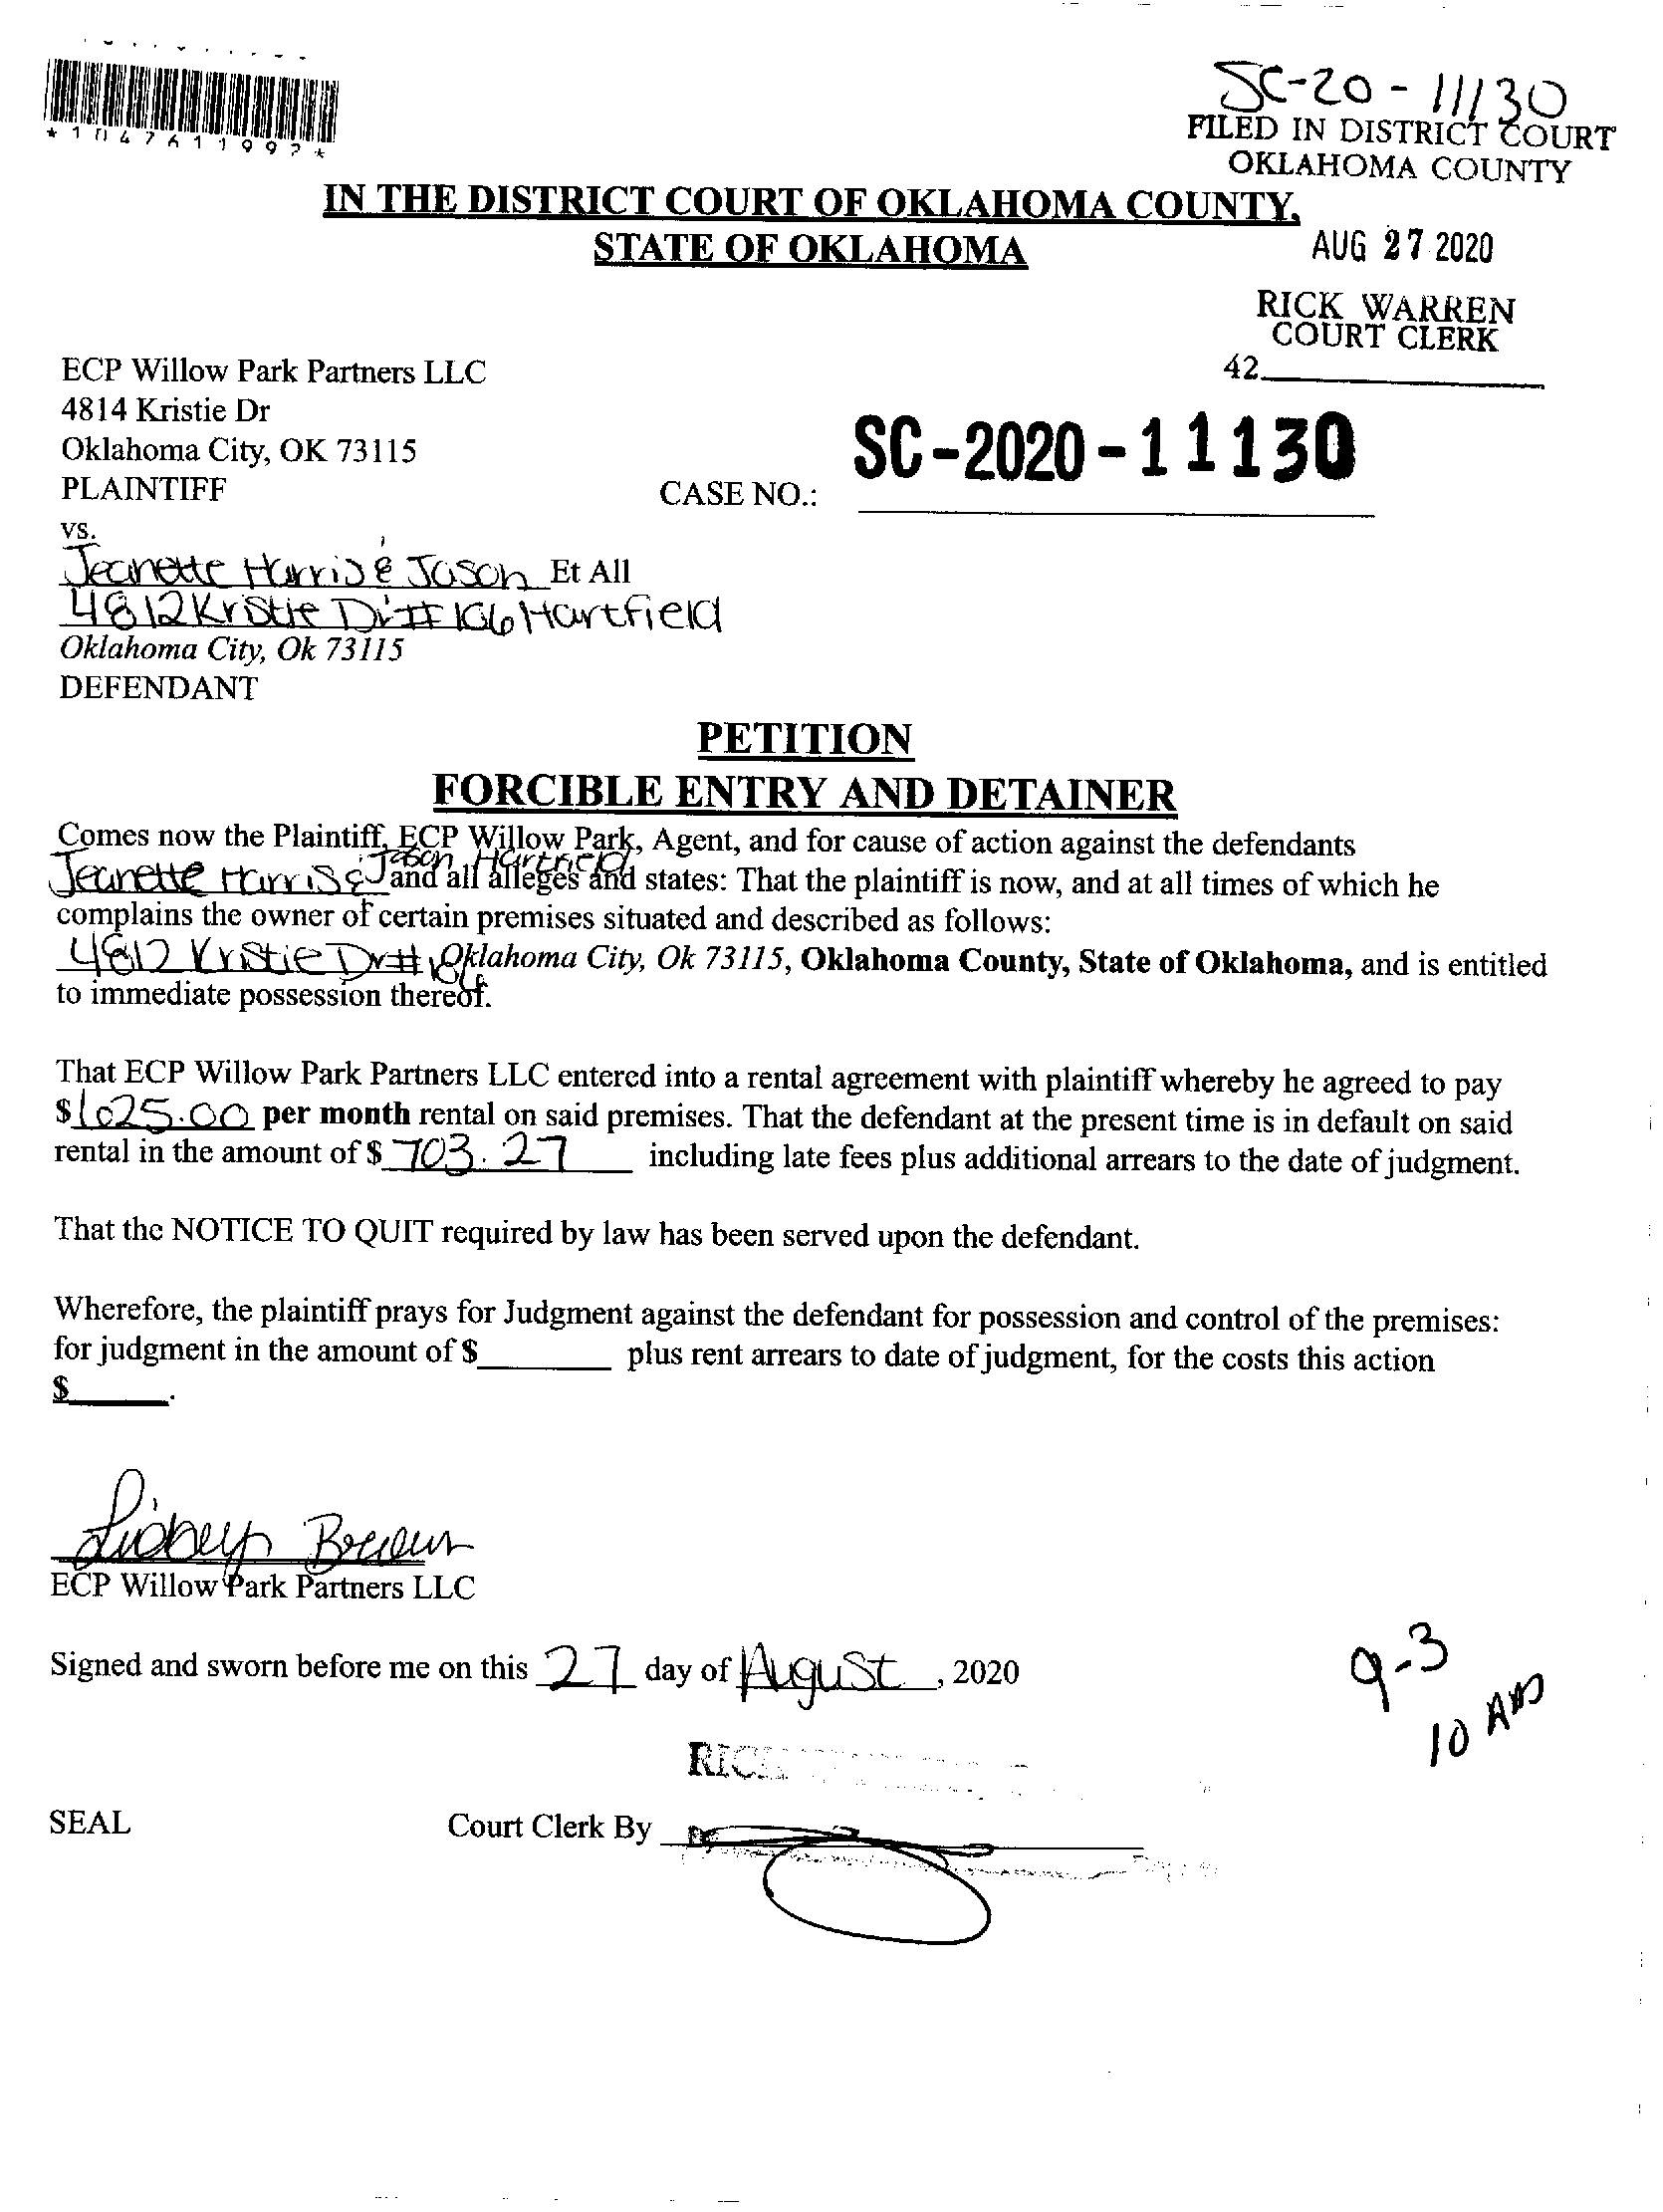 *1047611992*
SC-20-11130
FILED IN DISTRICT COURT
OKLAHOMA COUNTY
IN THE DISTRICT COURT OF OKLAHOMA COUNTY,
STATE OF OKLAHOMA
AUG 27 2020
RICK WARREN
COURT CLERK
42
ECP Willow Park Partners LLC
4814 Kristie Dr
Oklahoma City, OK 73115
PLAINTIFF
CASE NO.: SC-2020-11130
vs.
Jeanette Harris & Jason Et All
4812 Kristie Dr # 166 Hartfield
Oklahoma City, Ok 73115
DEFENDANT
PETITION
FORCIBLE ENTRY AND DETAINER
Comes now the Plaintiff, ECP Willow Park, Agent, and for cause of action against the defendants
Jeanette Harris & Jason Hartfield and all alleges and states: That the plaintiff is now, and at all times of which he
complains the owner of certain premises situated and described as follows:
4812 Kristie Dr # Oklahoma City, Ok 73115, Oklahoma County, State of Oklahoma, and is entitled
to immediate possession thereof.
That ECP Willow Park Partners LLC entered into a rental agreement with plaintiff whereby he agreed to pay
$ 625.00 per month rental on said premises. That the defendant at the present time is in default on said
rental in the amount of $ 703.27 including late fees plus additional arrears to the date of judgment.
That the NOTICE TO QUIT required by law has been served upon the defendant.
Wherefore, the plaintiff prays for Judgment against the defendant for possession and control of the premises:
for judgment in the amount of $ plus rent arrears to date of judgment, for the costs this action
$ .
ECP Willow Park Partners LLC
Signed and sworn before me on this 27 day of August, 2020
9-3
10 AM
RICK
SEAL
Court Clerk By